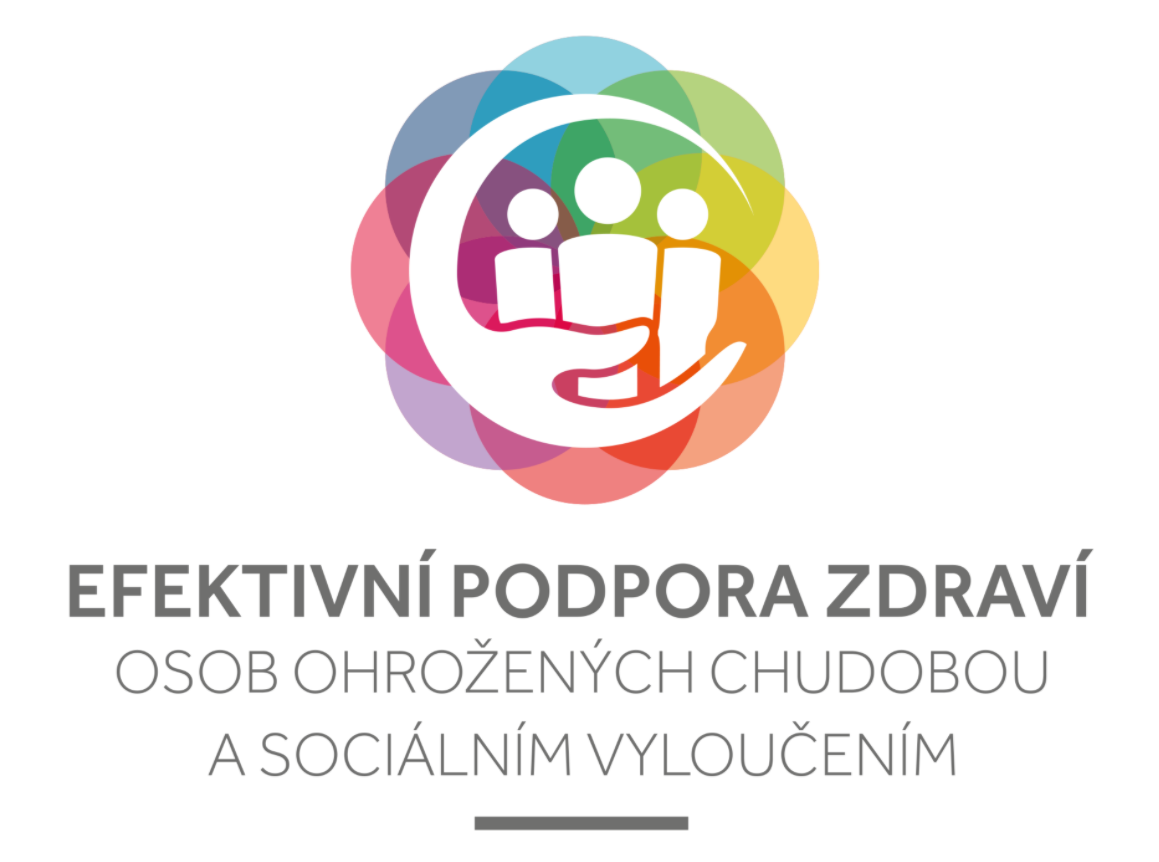 EFEKTIVNÍ PODPORA ZDRAVÍ
OSOB OHROŽENÝCH CHUDOBOU
A SOCIÁLNÍM VYLOUČENÍM